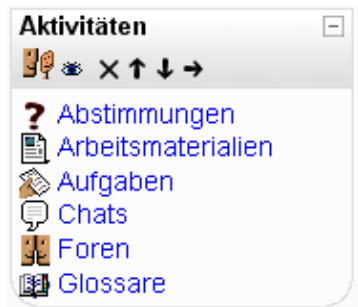 Aktivitäten
Abstimmungen
Arbeitsmaterialien
Aufgaben
Chats
Foren
Glossare